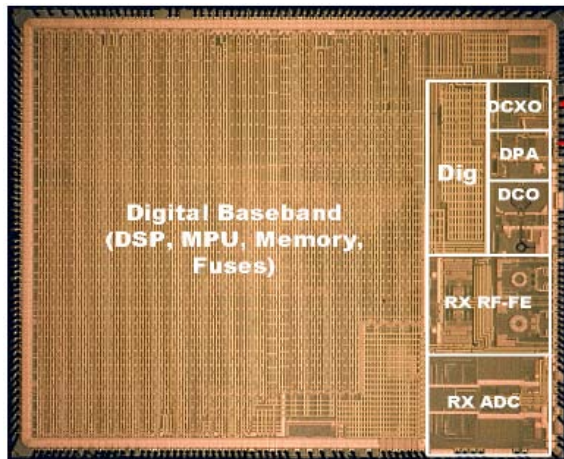 DCXO
DPA
Dig
DCO
Digital Baseband
(DSP, MPU, Memory,
Fuses)
RX RF-FE
RX ADC